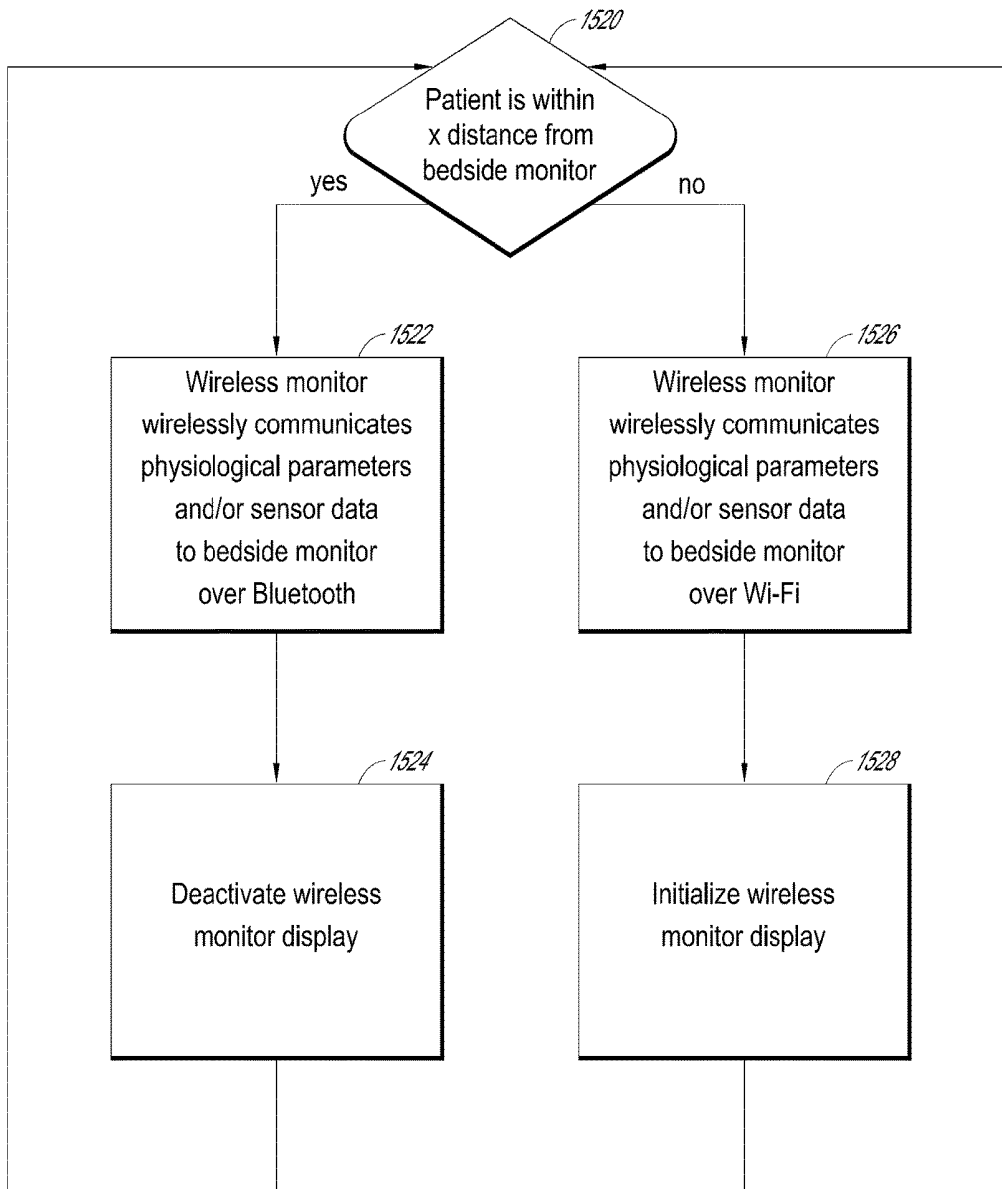 1520
Patient is within
x distance from
bedside monitor
yes
no
1522
Wireless monitor
wirelessly communicates
physiological parameters
and/or sensor data
to bedside monitor
over Bluetooth
1526
Wireless monitor
wirelessly communicates
physiological parameters
and/or sensor data
to bedside monitor
over Wi-Fi
1524
Deactivate wireless
monitor display
1528
Initialize wireless
monitor display